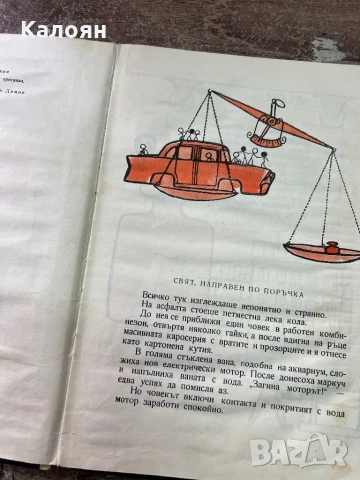 Калоян
оригинал,
а Димов
СВЯТ, НАПРАВЕН ПО ПОРЪЧКА
Всичко тук изглеждаше непонятно и странно.
На асфалта стоеше петместна лека кола.
До нея се приближи един човек в работен комби-
незон, отвъртя няколко гайки, а после вдигна на ръце
масивната каросерия с вратите и прозорците и я отнесе
като картонена кутия.
В голяма стъклена вана, подобна на аквариум, сло-
жиха нов електрически мотор. После донесоха маркуч
и напълниха ваната с вода. „Загина моторът!" —
едва успях да помисля аз.
Но човекът включи контакта и покритият с вода
мотор заработи спокойно.
bazar.bg